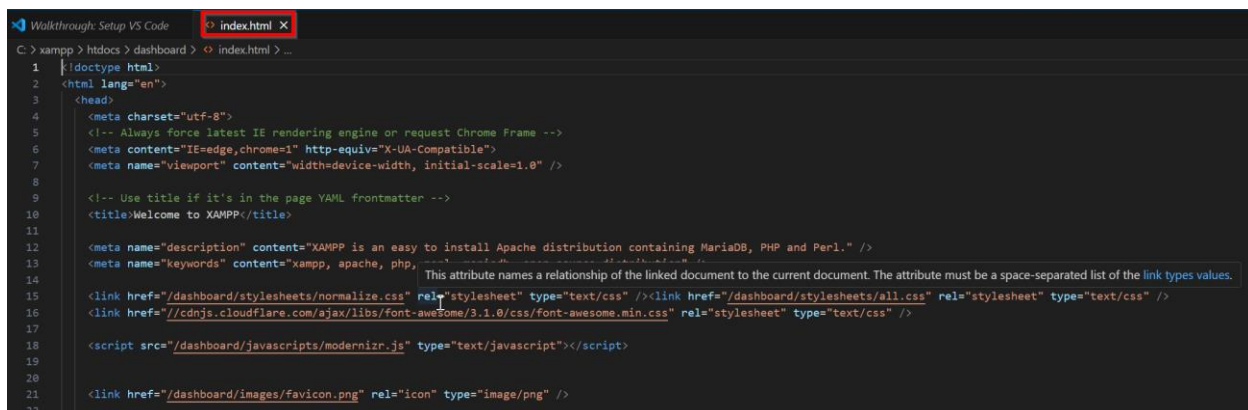 Walkthrough: Setup VS Code index.html
C: > xampp > htdocs > dashboard > index.html > ...
1 <!doctype html>
2 <html lang="en">
3 <head>
4 <meta charset="utf-8">
5 <!-- Always force latest IE rendering engine or request Chrome Frame -->
6 <meta content="IE=edge,chrome=1" http-equiv="X-UA-Compatible">
7 <meta name="viewport" content="width=device-width, initial-scale=1.0" />
8
9 <!-- Use title if it's in the page YAML frontmatter -->
10 <title>Welcome to XAMPP</title>
11
12 <meta name="description" content="XAMPP is an easy to install Apache distribution containing MariaDB, PHP and Perl." />
13 <meta name="keywords" content="xampp, apache, php,
This attribute names a relationship of the linked document to the current document. The attribute must be a space-separated list of the link types values.
14
15 <link href="/dashboard/stylesheets/normalize.css" rel="stylesheet" type="text/css" /><link href="/dashboard/stylesheets/all.css" rel="stylesheet" type="text/css" />
16 <link href="//cdnjs.cloudflare.com/ajax/libs/font-awesome/3.1.0/css/font-awesome.min.css" rel="stylesheet" type="text/css" />
17
18 <script src="/dashboard/javascripts/modernizr.js" type="text/javascript"></script>
19
20
21 <link href="/dashboard/images/favicon.png" rel="icon" type="image/png" />